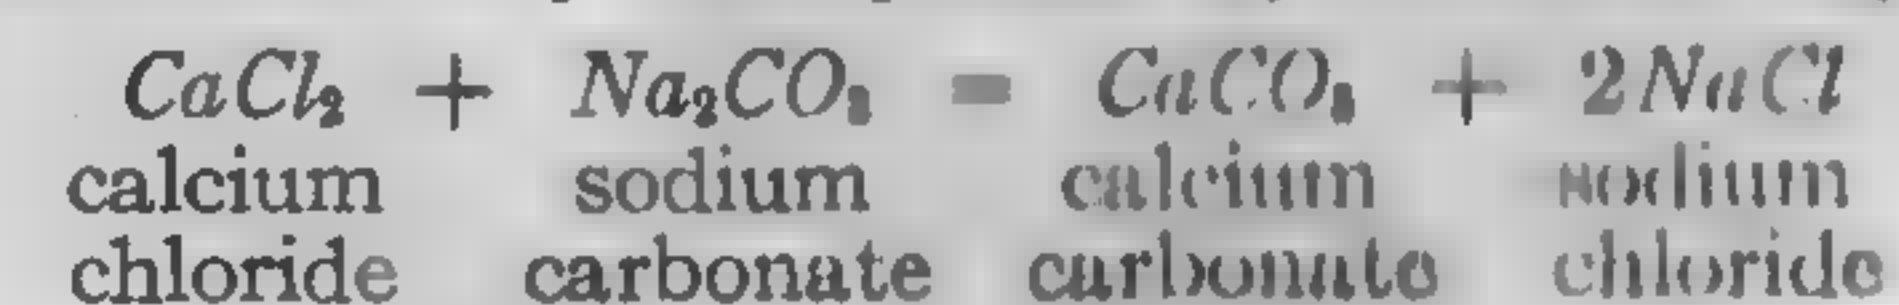 CaCl₂ + Na₂CO₃ = CaCO₃ + 2NaCl
calcium sodium calcium sodium
chloride carbonate carbonate chloride